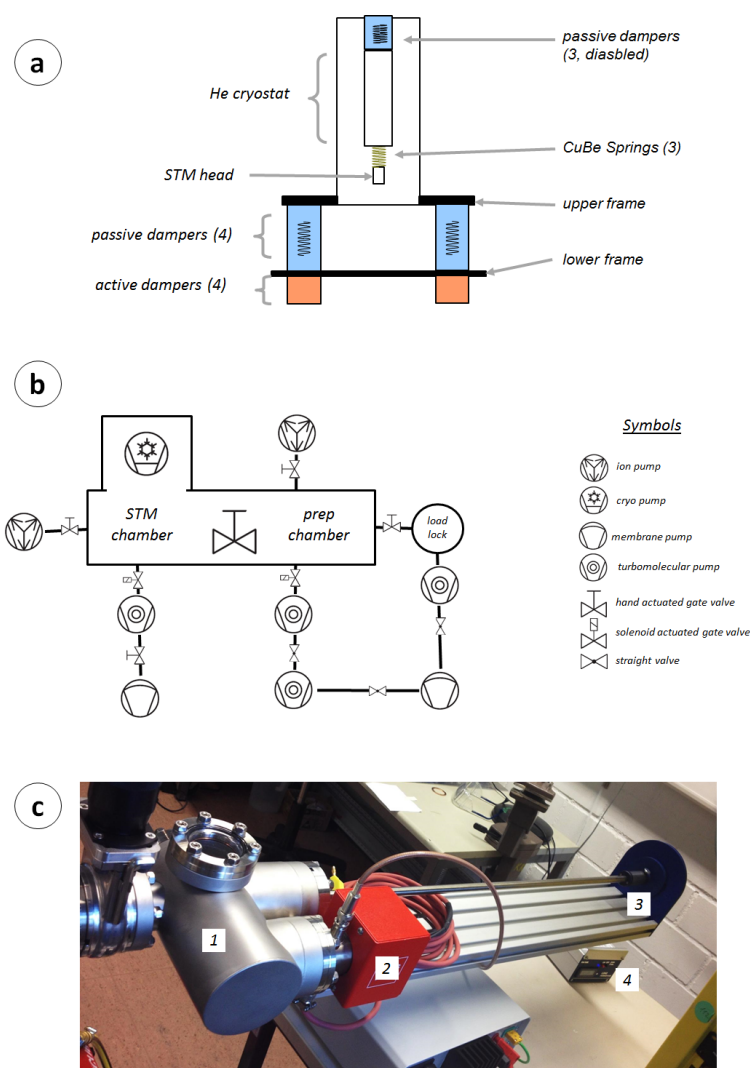 a
passive dampers
(3, diasbled)
He cryostat
CuBe Springs (3)
STM head
upper frame
passive dampers (4)
lower frame
active dampers (4)
b
Symbols
ion pump
cryo pump
STM
chamber
prep
chamber
load
lock
membrane pump
turbomolecular pump
hand actuated gate valve
solenoid actuated gate valve
straight valve
c
1
2
3
4